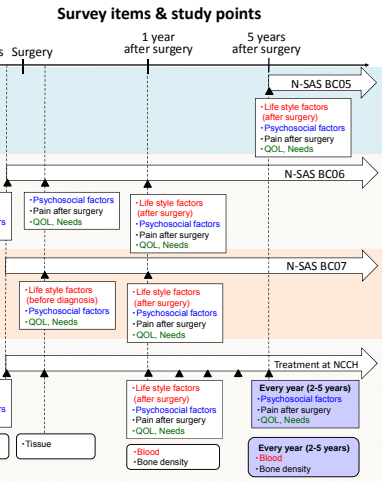 Survey items & study points
s Surgery
1 year
after surgery
5 years
after surgery
N-SAS BC05
・Life style factors
(after surgery)
・Psychosocial factors
・Pain after surgery
・QOL, Needs
N-SAS BC06
rs
・Psychosocial factors
・Pain after surgery
・QOL, Needs
・Life style factors
(after surgery)
・Psychosocial factors
・Pain after surgery
・QOL, Needs
N-SAS BC07
・Life style factors
(before diagnosis)
・Psychosocial factors
・QOL, Needs
・Life style factors
(after surgery)
・Psychosocial factors
・Pain after surgery
・QOL, Needs
Treatment at NCCH
rs
・Life style factors
(after surgery)
・Psychosocial factors
・Pain after surgery
・QOL, Needs
Every year (2-5 years)
・Psychosocial factors
・Pain after surgery
・QOL, Needs
・Tissue
・Blood
・Bone density
Every year (2-5 years)
・Blood
・Bone density